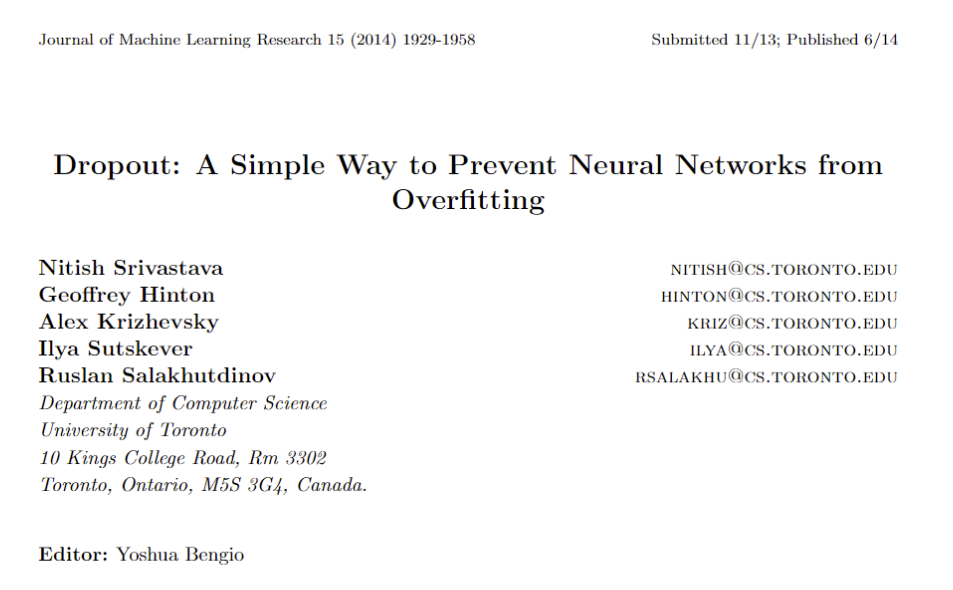 Journal of Machine Learning Research 15 (2014) 1929-1958 Submitted 11/13; Published 6/14
Dropout: A Simple Way to Prevent Neural Networks from
Overfitting
Nitish Srivastava NITISH@CS.TORONTO.EDU
Geoffrey Hinton HINTON@CS.TORONTO.EDU
Alex Krizhevsky KRIZ@CS.TORONTO.EDU
Ilya Sutskever ILYA@CS.TORONTO.EDU
Ruslan Salakhutdinov RSALAKHU@CS.TORONTO.EDU
Department of Computer Science
University of Toronto
10 Kings College Road, Rm 3302
Toronto, Ontario, M5S 3G4, Canada.
Editor: Yoshua Bengio